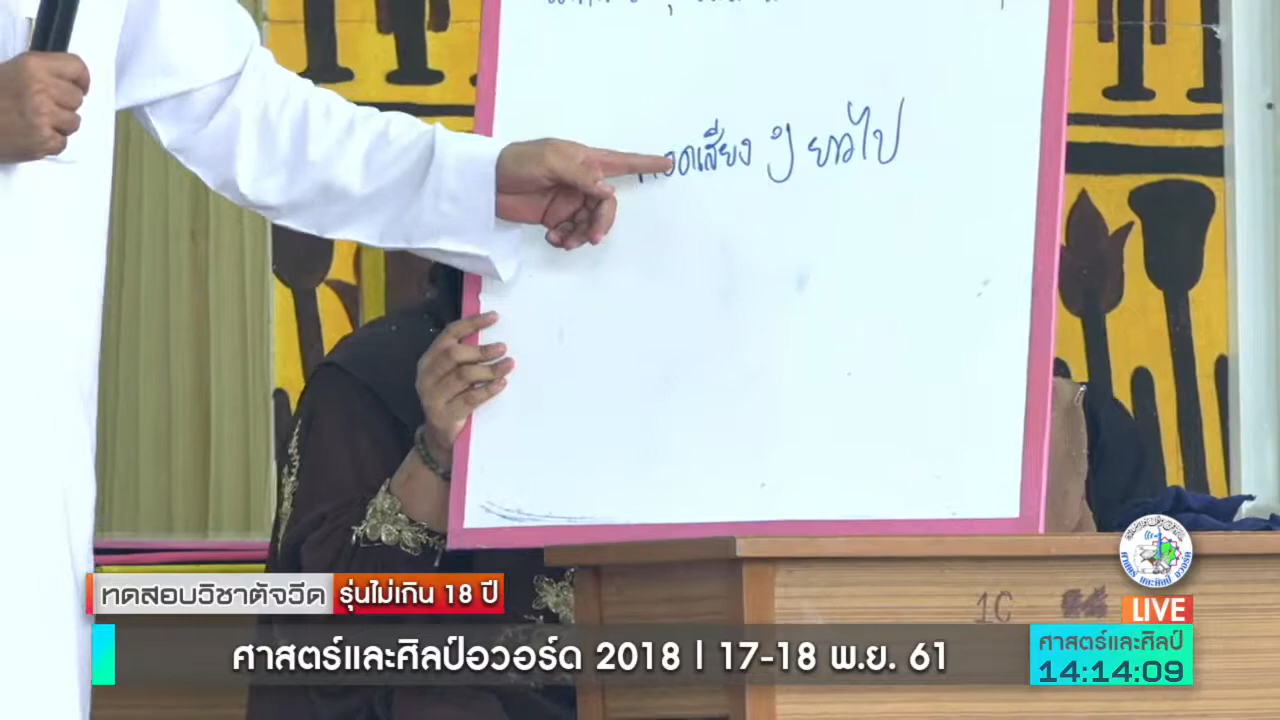 ทอดเสียง ๆ ยาวไป
1C
ทดสอบวิชาตัจวีด รุ่นไม่เกิน 18 ปี
LIVE
ศาสตร์และศิลป์อวอร์ด 2018 | 17-18 พ.ย. 61
ศาสตร์และศิลป์
14:14:09